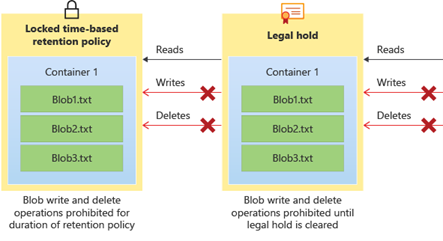 Locked time-based
retention policy
Container 1
Blob1.txt
Blob2.txt
Blob3.txt
Blob write and delete
operations prohibited for
duration of retention policy
Reads
Writes
Deletes
Legal hold
Container 1
Blob1.txt
Blob2.txt
Blob3.txt
Blob write and delete
operations prohibited until
legal hold is cleared
Reads
Writes
Deletes